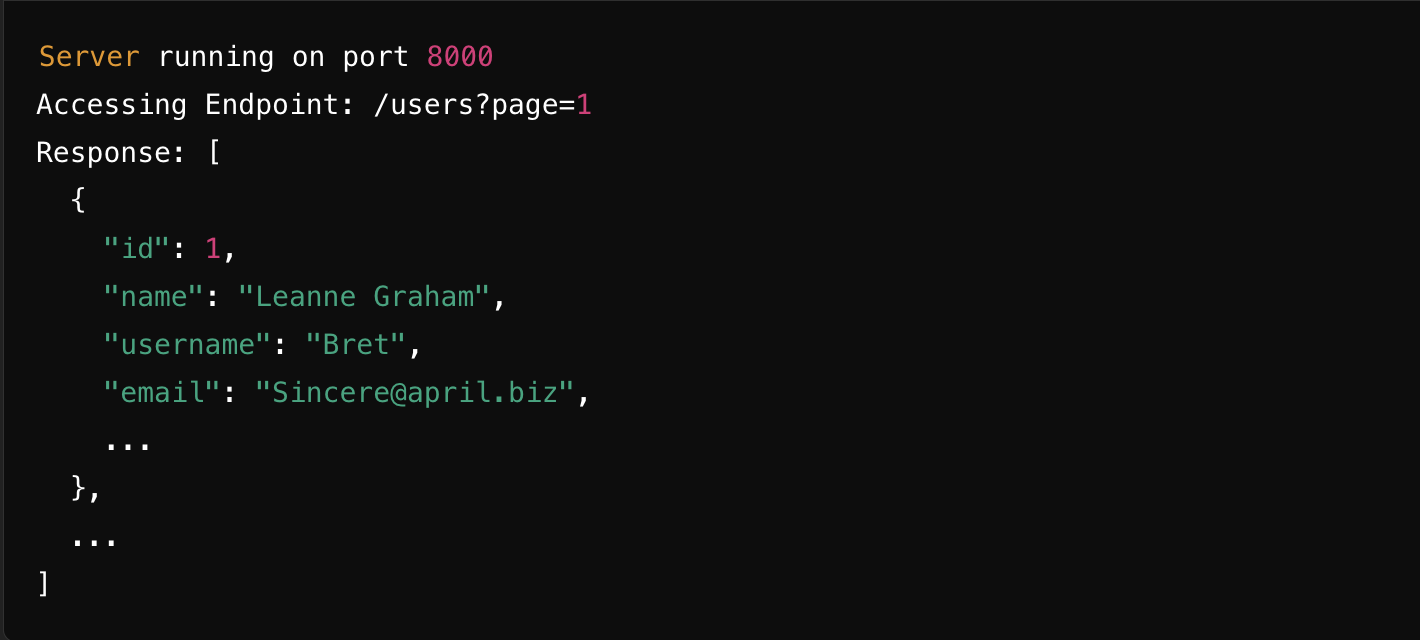 Server running on port 8000
Accessing Endpoint: /users?page=1
Response: [
  {
    "id": 1,
    "name": "Leanne Graham",
    "username": "Bret",
    "email": "Sincere@april.biz",
    ...
  },
  ...
]